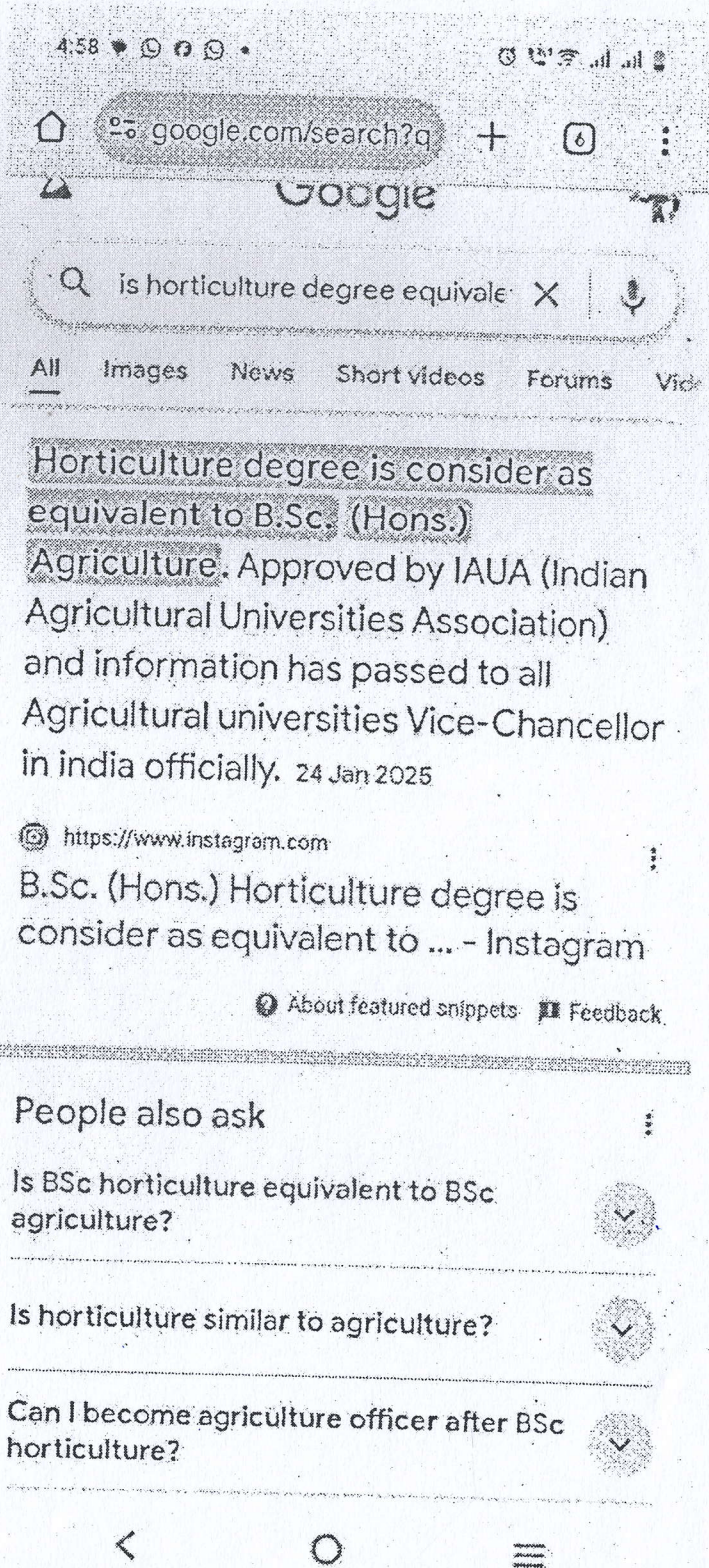 4:58
google.com/search?q
6
Google
is horticulture degree equivale
All Images News Short videos Forums Vide
Horticulture degree is consider as
equivalent to B.Sc. (Hons.)
Agriculture. Approved by IAUA (Indian
Agricultural Universities Association)
and information has passed to all
Agricultural universities Vice-Chancellor
in india officially. 24 Jan 2025
https://www.instagram.com
B.Sc. (Hons.) Horticulture degree is
consider as equivalent to ... - Instagram
About featured snippets Feedback
People also ask
Is BSc horticulture equivalent to BSc
agriculture?
Is horticulture similar to agriculture?
Can I become agriculture officer after BSc
horticulture?